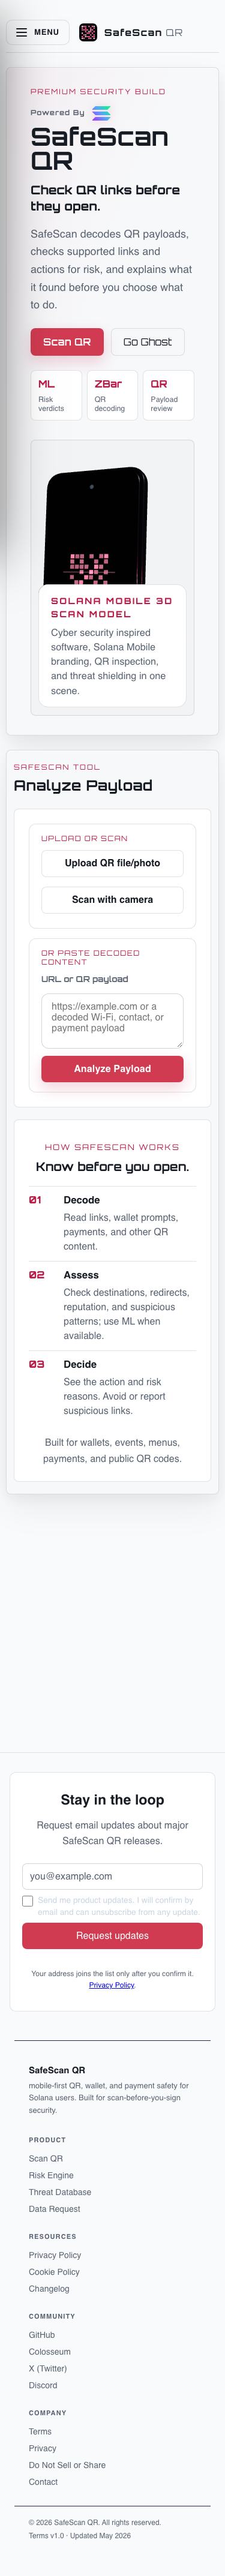 MENU
SafeScan QR
PREMIUM SECURITY BUILD
Powered By
SafeScan
QR
Check QR links before
they open.
SafeScan decodes QR payloads,
checks supported links and
actions for risk, and explains what
it found before you choose what
to do.
Scan QR
Go Ghost
ML
Risk
verdicts
ZBar
QR
decoding
QR
Payload
review
SOLANA MOBILE 3D
SCAN MODEL
Cyber security inspired
software, Solana Mobile
branding, QR inspection,
and threat shielding in one
scene.
SAFESCAN TOOL
Analyze Payload
UPLOAD OR SCAN
Upload QR file/photo
Scan with camera
OR PASTE DECODED
CONTENT
URL or QR payload
https://example.com or a
decoded Wi-Fi, contact, or
payment payload
Analyze Payload
HOW SAFESCAN WORKS
Know before you open.
01
Decode
Read links, wallet prompts,
payments, and other QR
content.
02
Assess
Check destinations, redirects,
reputation, and suspicious
patterns; use ML when
available.
03
Decide
See the action and risk
reasons. Avoid or report
suspicious links.
Built for wallets, events, menus,
payments, and public QR codes.
Stay in the loop
Request email updates about major
SafeScan QR releases.
you@example.com
Send me product updates. I will confirm by
email and can unsubscribe from any update.
Request updates
Your address joins the list only after you confirm it.
Privacy Policy.
SafeScan QR
mobile-first QR, wallet, and payment safety for
Solana users. Built for scan-before-you-sign
security.
PRODUCT
Scan QR
Risk Engine
Threat Database
Data Request
RESOURCES
Privacy Policy
Cookie Policy
Changelog
COMMUNITY
GitHub
Colosseum
X (Twitter)
Discord
COMPANY
Terms
Privacy
Do Not Sell or Share
Contact
© 2026 SafeScan QR. All rights reserved.
Terms v1.0 · Updated May 2026